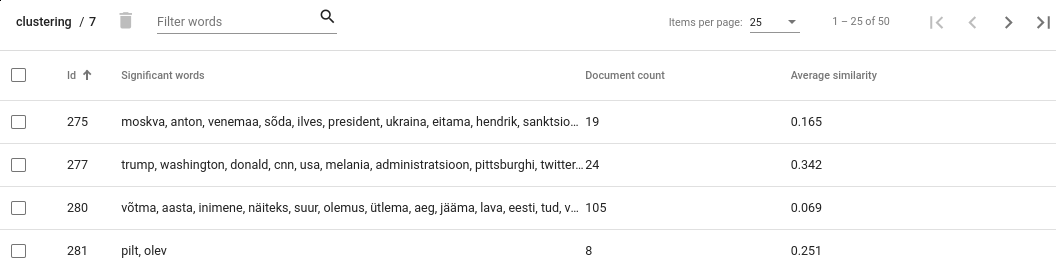 clustering / 7 Filter words Items per page: 25 1 – 25 of 50
Id Significant words Document count Average similarity
275 moskva, anton, venemaa, sõda, ilves, president, ukraina, eitama, hendrik, sanktsio... 19 0.165
277 trump, washington, donald, cnn, usa, melania, administratsioon, pittsburghi, twitter... 24 0.342
280 võtma, aasta, inimene, näiteks, suur, olemus, ütlema, aeg, jääma, lava, eesti, tud, v... 105 0.069
281 pilt, olev 8 0.251